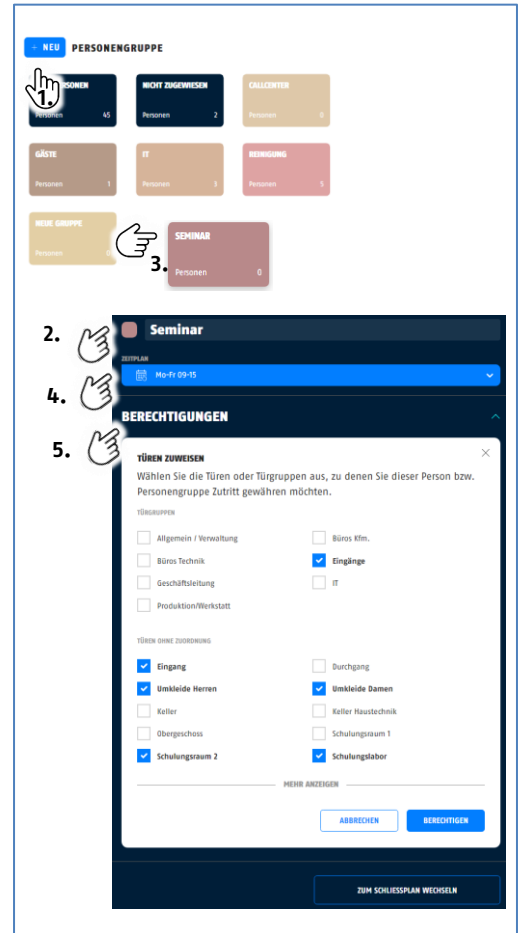 + NEU PERSONENGRUPPE
1.
NICHT ZUGEWIESEN
CALLCENTER
Personen 45
Personen 2
Personen 0
GÄSTE
IT
REINIGUNG
Personen 1
Personen 3
Personen 5
NEUE GRUPPE
SEMINAR
3.
Personen
Personen 0
2.
Seminar
ZEITPLAN
Mo-Fr 09-15
4.
BERECHTIGUNGEN
5.
TÜREN ZUWEISEN
Wählen Sie die Türen oder Türgruppen aus, zu denen Sie dieser Person bzw.
Personengruppe Zutritt gewähren möchten.
TÜRGRUPPEN
Allgemein / Verwaltung
Büros Kfm.
Büros Technik
Eingänge
Geschäftsleitung
IT
Produktion/Werkstatt
TÜREN OHNE ZUORDNUNG
Eingang
Durchgang
Umkleide Herren
Umkleide Damen
Keller
Keller Haustechnik
Obergeschoss
Schulungsraum 1
Schulungsraum 2
Schulungslabor
MEHR ANZEIGEN
ABBRECHEN
BERECHTIGEN
ZUM SCHLIESSPLAN WECHSELN